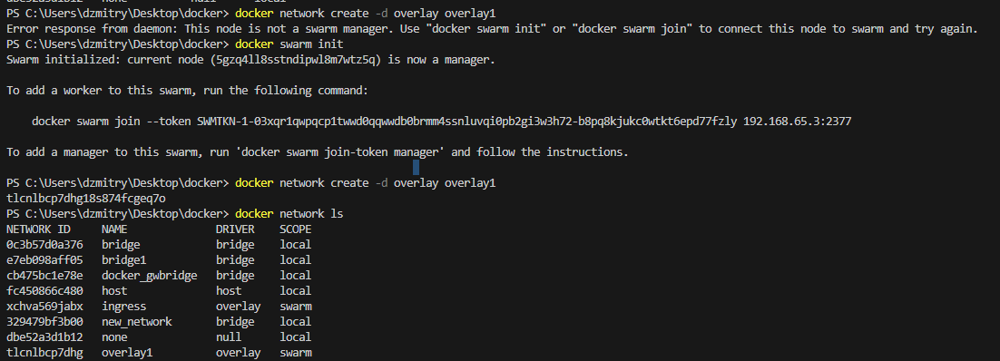 PS C:\Users\dzmitry\Desktop\docker> docker network create -d overlay overlay1
Error response from daemon: This node is not a swarm manager. Use "docker swarm init" or "docker swarm join" to connect this node to swarm and try again.
PS C:\Users\dzmitry\Desktop\docker> docker swarm init
Swarm initialized: current node (5gzq4ll8sstndipwl8m7wtz5q) is now a manager.
To add a worker to this swarm, run the following command:
docker swarm join --token SWMTKN-1-03xqr1qwpqcp1twwd0qqwwdb0brmm4ssnluvqi0pb2gi3w3h72-b8pq8kjukc0wtkt6epd77fzly 192.168.65.3:2377
To add a manager to this swarm, run 'docker swarm join-token manager' and follow the instructions.
PS C:\Users\dzmitry\Desktop\docker> docker network create -d overlay overlay1
tlcnlbcp7dhg18s874fcgeq7o
PS C:\Users\dzmitry\Desktop\docker> docker network ls
NETWORK ID NAME DRIVER SCOPE
0c3b57d0a376 bridge bridge local
e7eb098aff05 bridge1 bridge local
cb475bc1e78e docker_gwbridge bridge local
fc450866c480 host host local
xchva569jabx ingress overlay swarm
329479bf3b00 new_network bridge local
dbe52a3d1b12 none null local
tlcnlbcp7dhg overlay1 overlay swarm